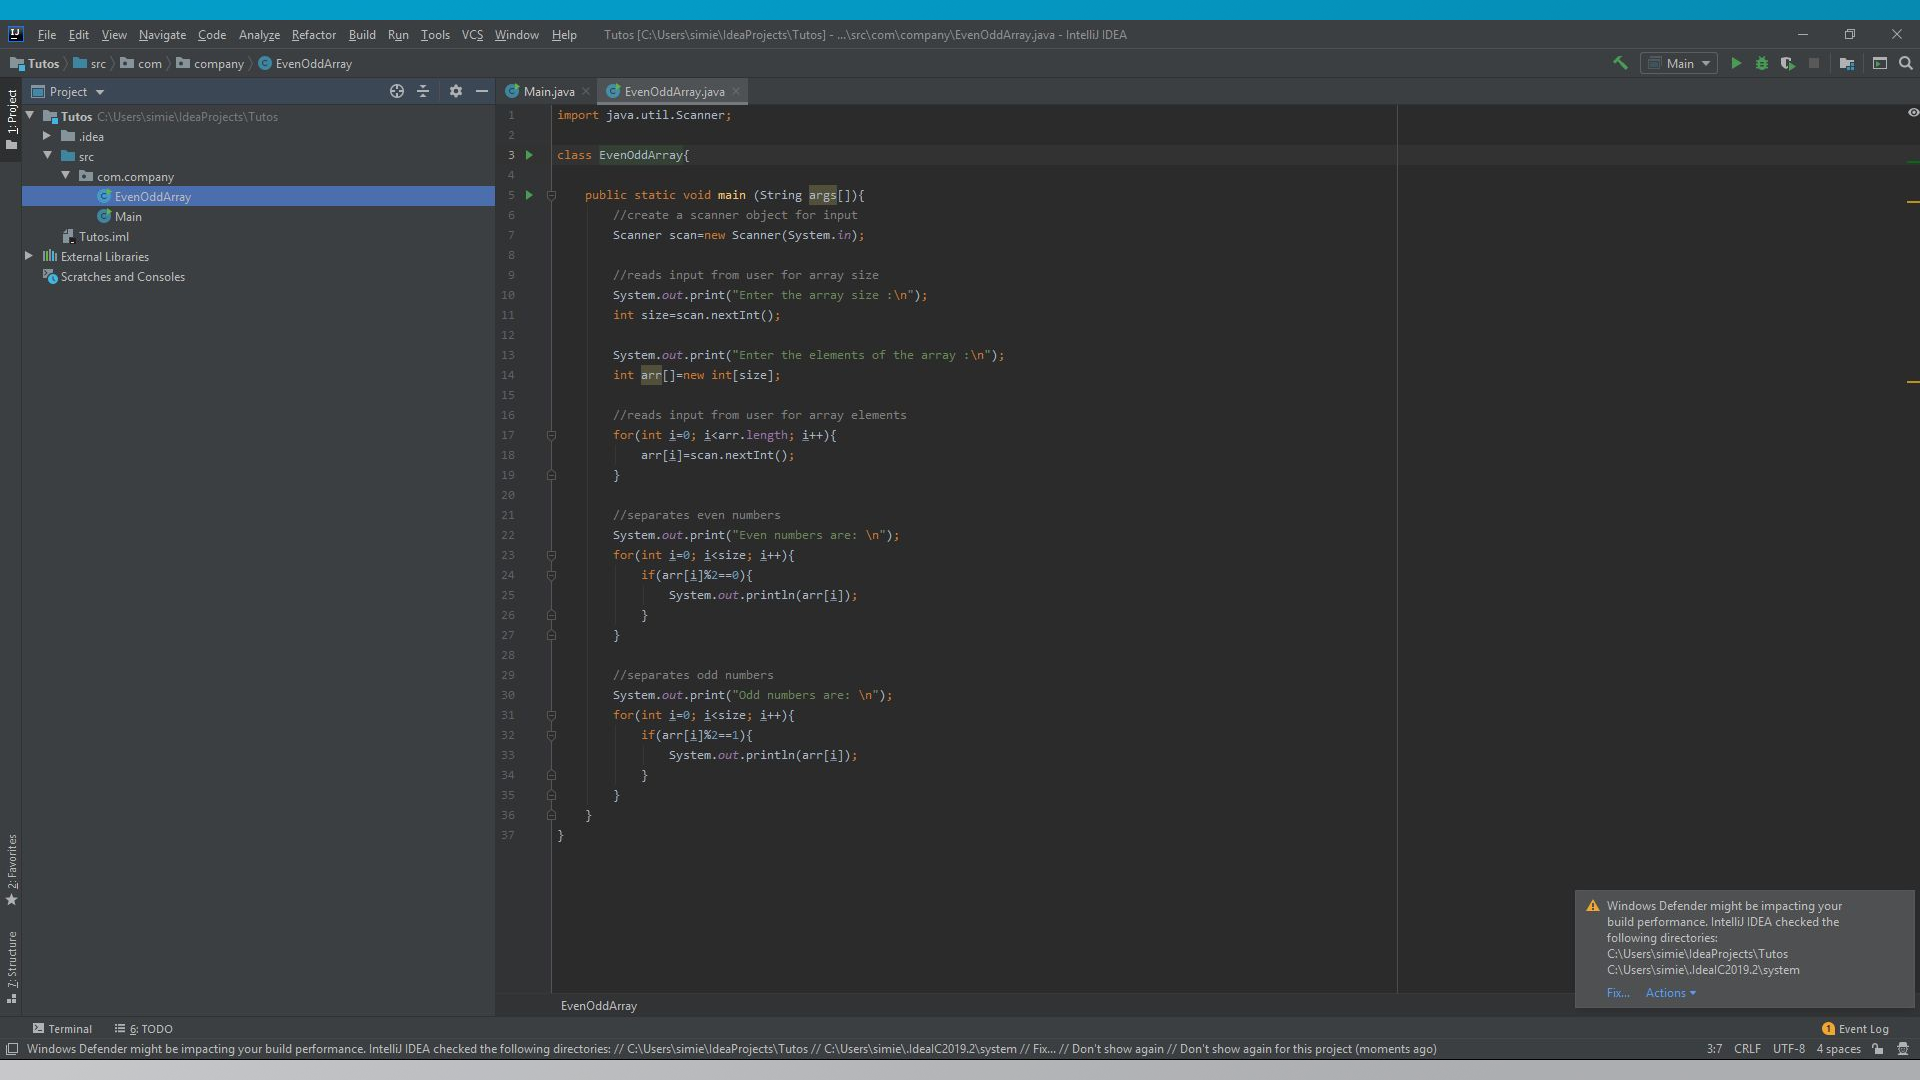 File Edit View Navigate Code Analyze Refactor Build Run Tools VCS Window Help Tutos [C:\Users\simie\IdeaProjects\Tutos] - ...\src\com\company\EvenOddArray.java - IntelliJ IDEA
Tutos src com company EvenOddArray Main
1: Project
Project
Tutos C:\Users\simie\IdeaProjects\Tutos
.idea
src
com.company
EvenOddArray
Main
Tutos.iml
External Libraries
Scratches and Consoles
2: Favorites
7: Structure
Main.java EvenOddArray.java
1 import java.util.Scanner;
2
3 class EvenOddArray{
4
5 public static void main (String args[]){
6 //create a scanner object for input
7 Scanner scan=new Scanner(System.in);
8
9 //reads input from user for array size
10 System.out.print("Enter the array size :\n");
11 int size=scan.nextInt();
12
13 System.out.print("Enter the elements of the array :\n");
14 int arr[]=new int[size];
15
16 //reads input from user for array elements
17 for(int i=0; i<arr.length; i++){
18 arr[i]=scan.nextInt();
19 }
20
21 //separates even numbers
22 System.out.print("Even numbers are: \n");
23 for(int i=0; i<size; i++){
24 if(arr[i]%2==0){
25 System.out.println(arr[i]);
26 }
27 }
28
29 //separates odd numbers
30 System.out.print("Odd numbers are: \n");
31 for(int i=0; i<size; i++){
32 if(arr[i]%2==1){
33 System.out.println(arr[i]);
34 }
35 }
36 }
37 }
EvenOddArray
Windows Defender might be impacting your
build performance. IntelliJ IDEA checked the
following directories:
C:\Users\simie\IdeaProjects\Tutos
C:\Users\simie\.IdeaIC2019.2\system
Fix... Actions
Terminal 6: TODO 1 Event Log
Windows Defender might be impacting your build performance. IntelliJ IDEA checked the following directories: // C:\Users\simie\IdeaProjects\Tutos // C:\Users\simie\.IdeaIC2019.2\system // Fix... // Don't show again // Don't show again for this project (moments ago) 3:7 CRLF UTF-8 4 spaces